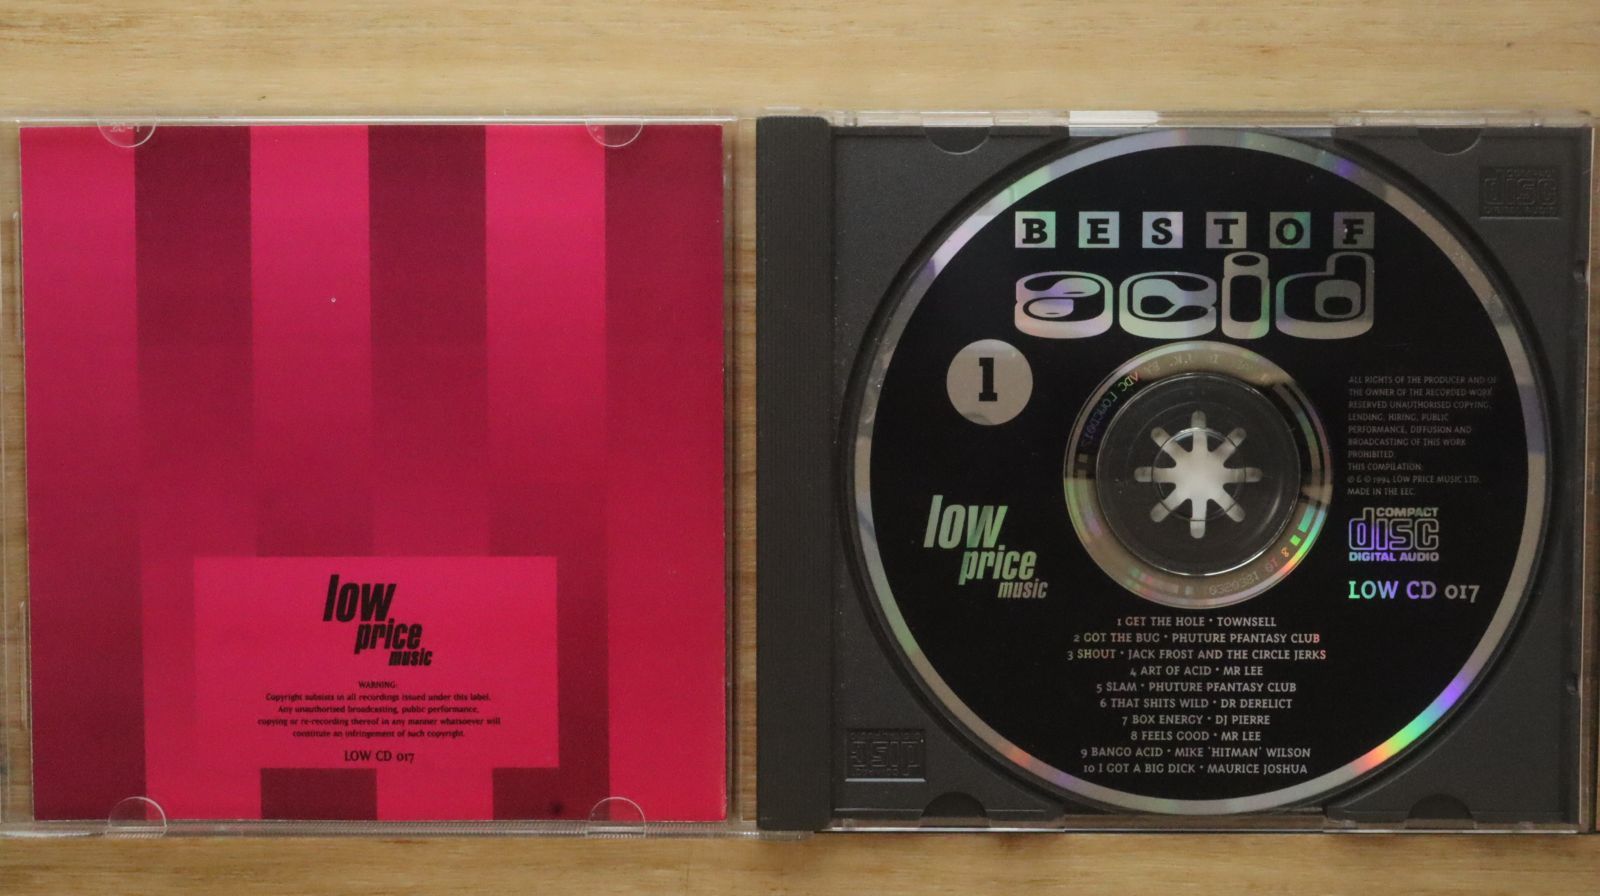 low
price
music
WARNING:
Copyright subsists in all recordings issued under this label.
Any unauthorised broadcasting, public performance,
copying or re-recording thereof in any manner whatsoever will
constitute an infringement of such copyright.
LOW CD 017
BEST OF
acid
1
ALL RIGHTS OF THE PRODUCER AND OF
THE OWNER OF THE RECORDED WORK
RESERVED UNAUTHORISED COPYING,
LENDING, HIRING, PUBLIC
PERFORMANCE, DIFFUSION AND
BROADCASTING OF THIS WORK
PROHIBITED.
THIS COMPILATION:
℗ & © 1994 LOW PRICE MUSIC LTD.
MADE IN THE EEC.
low
price
music
COMPACT
disc
DIGITAL AUDIO
LOW CD 017
1 GET THE HOLE • TOWNSELL
2 GOT THE BUG • PHUTURE PFANTASY CLUB
3 SHOUT • JACK FROST AND THE CIRCLE JERKS
4 ART OF ACID • MR LEE
5 SLAM • PHUTURE PFANTASY CLUB
6 THAT SHITS WILD • DR DERELICT
7 BOX ENERGY • DJ PIERRE
8 FEELS GOOD • MR LEE
9 BANGO ACID • MIKE 'HITMAN' WILSON
10 I GOT A BIG DICK • MAURICE JOSHUA
disc